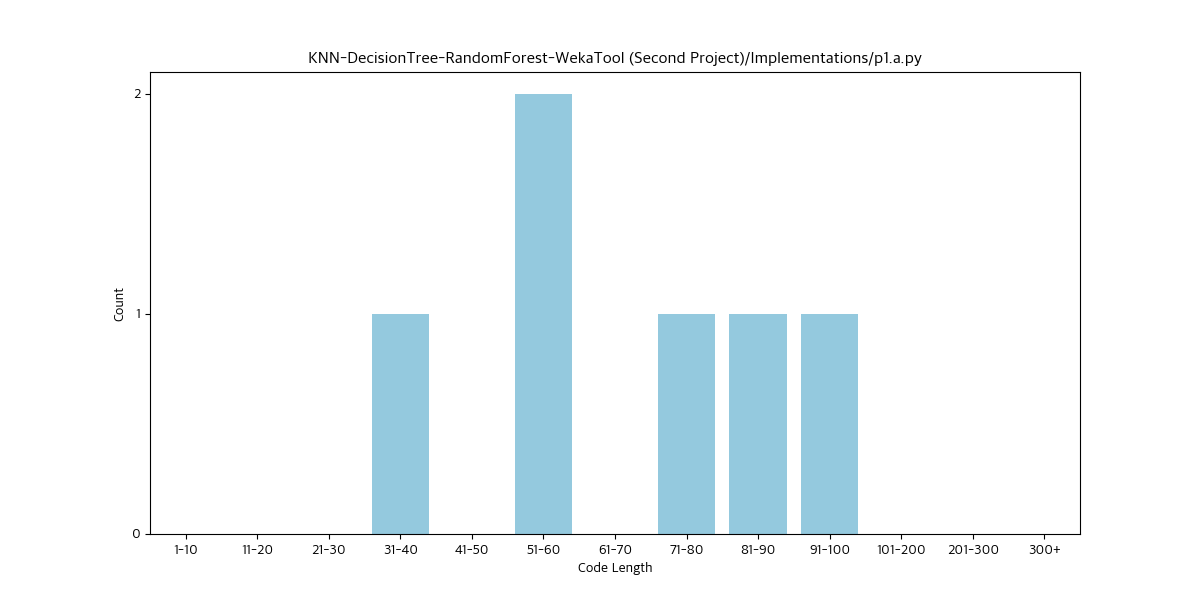 KNN-DecisionTree-RandomForest-WekaTool (Second Project)/Implementations/p1.a.py
2
1
0
Count
1-10 11-20 21-30 31-40 41-50 51-60 61-70 71-80 81-90 91-100 101-200 201-300 300+
Code Length